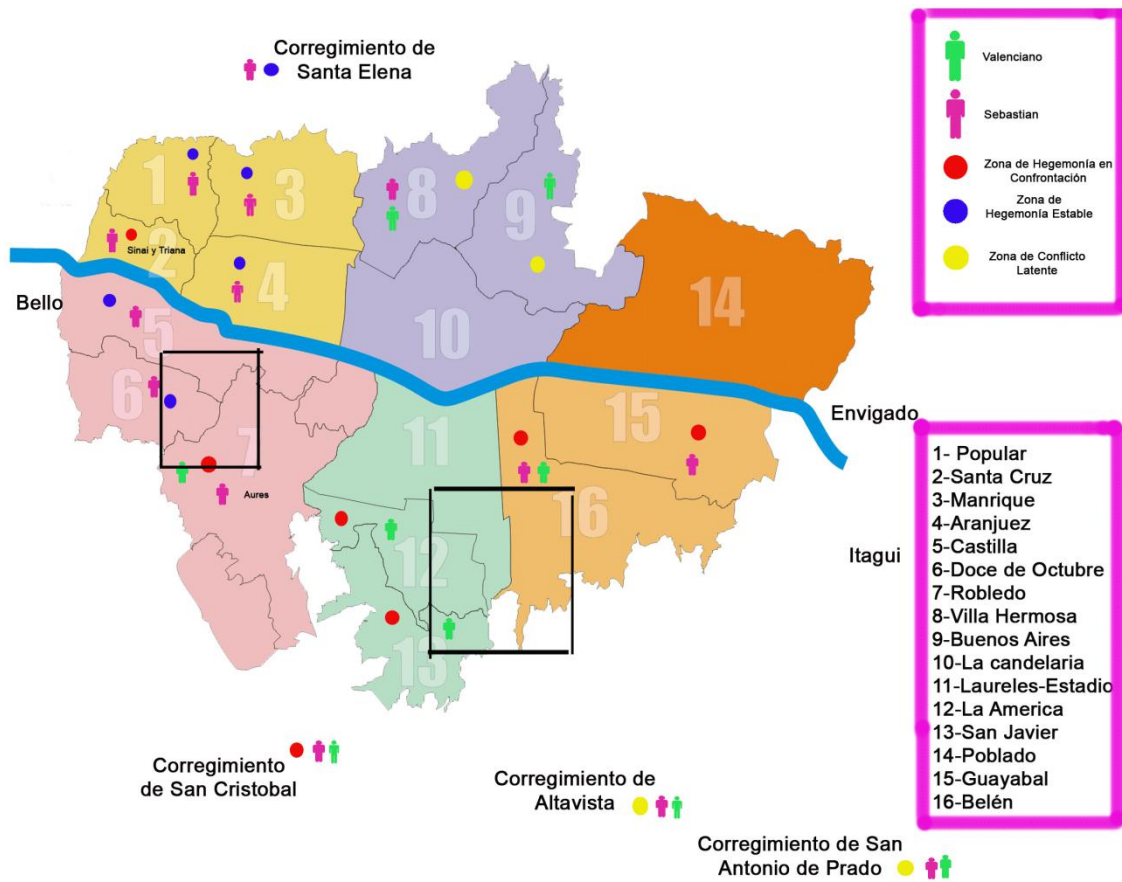 Corregimiento de
Santa Elena
1
3
8
9
2
Sinai y Triana
4
14
Bello
5
10
6
7
Aures
11
15
Envigado
16
12
13
Itagui
Corregimiento
de San Cristobal
Corregimiento de
Altavista
Corregimiento de San
Antonio de Prado
Valenciano
Sebastian
Zona de Hegemonía en
Confrontación
Zona de
Hegemonía Estable
Zona de Conflicto
Latente
1- Popular
2-Santa Cruz
3-Manrique
4-Aranjuez
5-Castilla
6-Doce de Octubre
7-Robledo
8-Villa Hermosa
9-Buenos Aires
10-La candelaria
11-Laureles-Estadio
12-La America
13-San Javier
14-Poblado
15-Guayabal
16-Belén